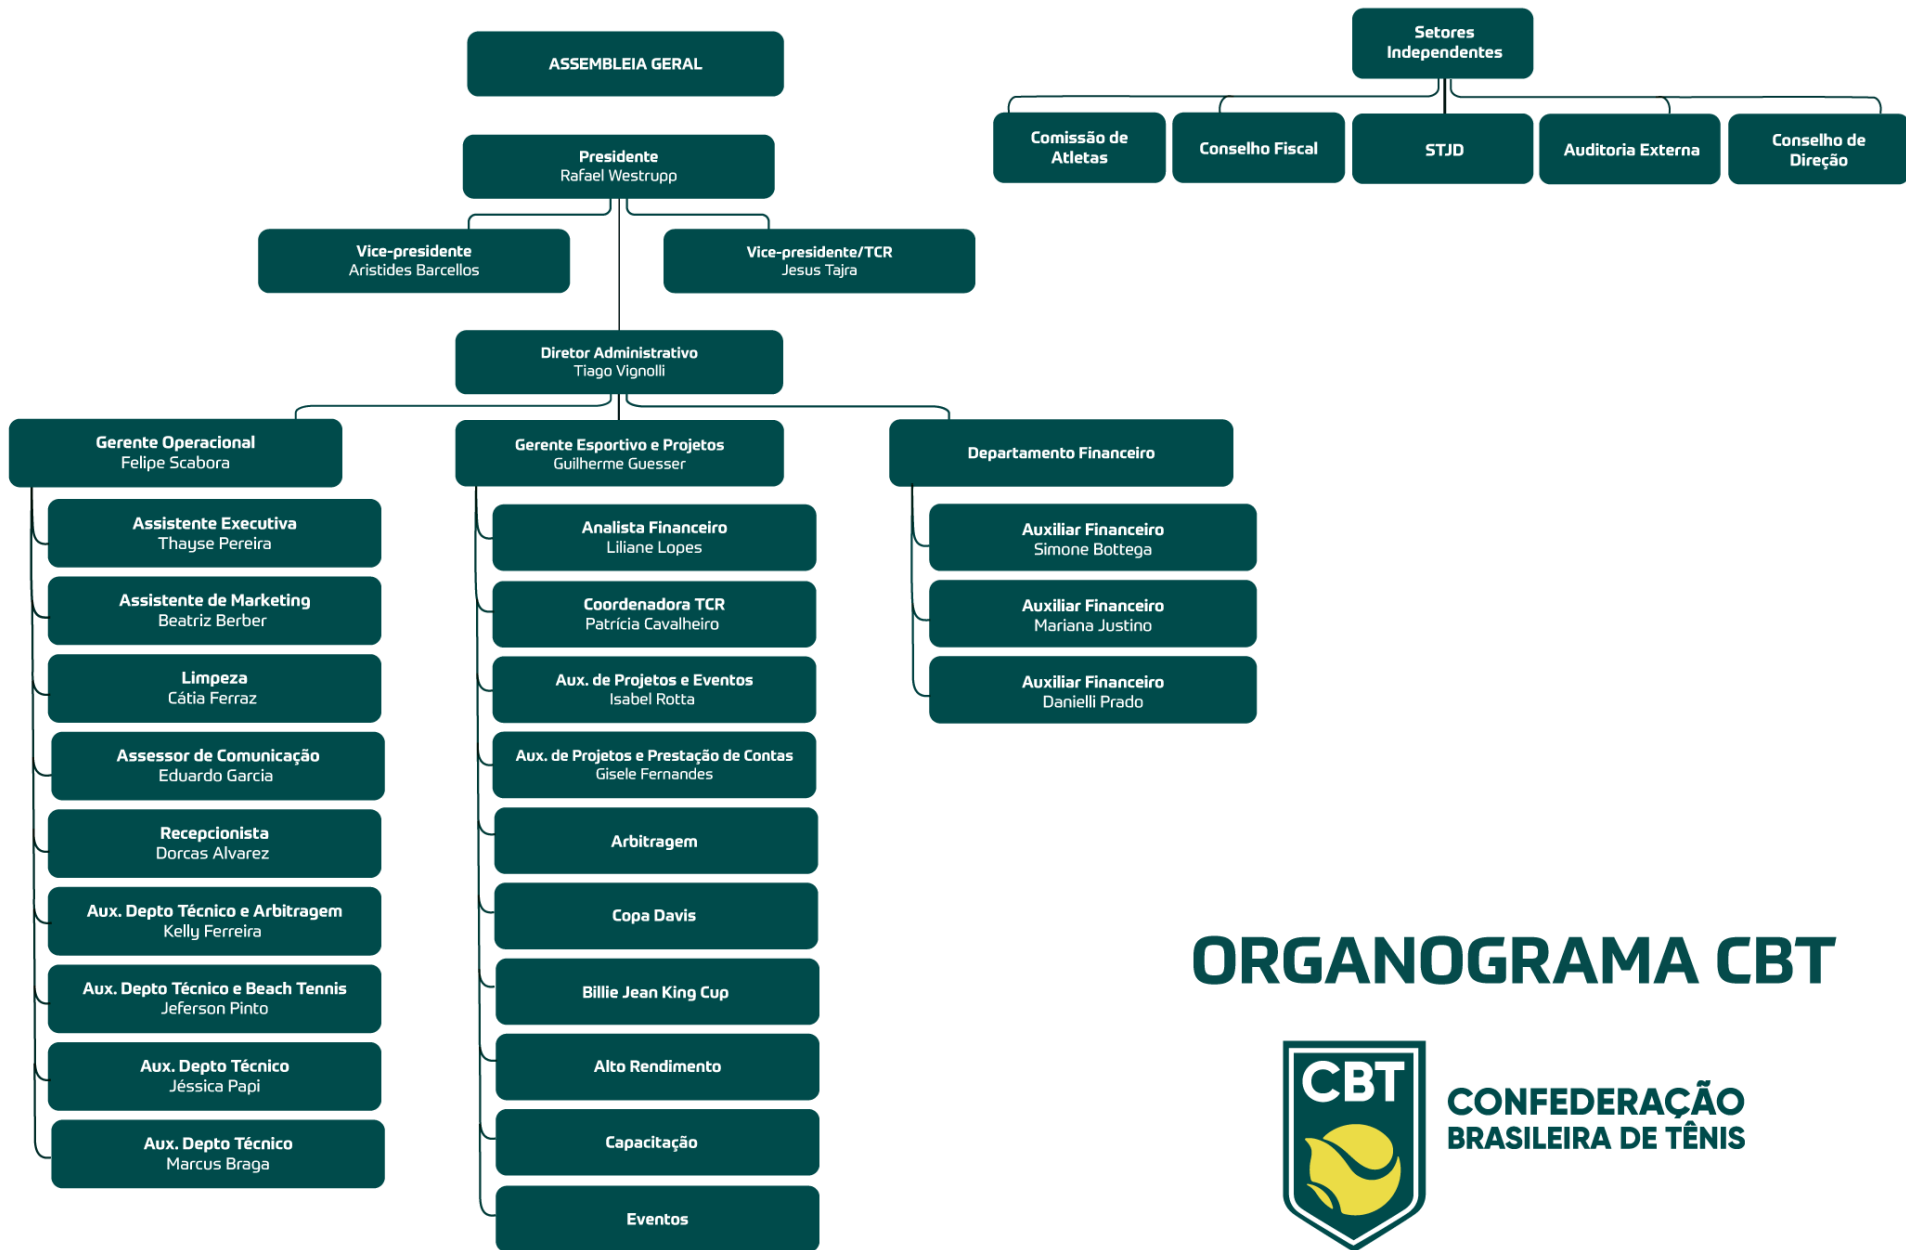 ASSEMBLEIA GERAL
Presidente
Rafael Westrupp
Vice-presidente
Aristides Barcellos
Vice-presidente/TCR
Jesus Tajra
Diretor Administrativo
Tiago Vignolli
Gerente Operacional
Felipe Scabora
Assistente Executiva
Thayse Pereira
Assistente de Marketing
Beatriz Berber
Limpeza
Cátia Ferraz
Assessor de Comunicação
Eduardo Garcia
Recepcionista
Dorcas Alvarez
Aux. Depto Técnico e Arbitragem
Kelly Ferreira
Aux. Depto Técnico e Beach Tennis
Jeferson Pinto
Aux. Depto Técnico
Jéssica Papi
Aux. Depto Técnico
Marcus Braga
Gerente Esportivo e Projetos
Guilherme Guesser
Analista Financeiro
Liliane Lopes
Coordenadora TCR
Patrícia Cavalheiro
Aux. de Projetos e Eventos
Isabel Rotta
Aux. de Projetos e Prestação de Contas
Gisele Fernandes
Arbitragem
Copa Davis
Billie Jean King Cup
Alto Rendimento
Capacitação
Eventos
Departamento Financeiro
Auxiliar Financeiro
Simone Bottega
Auxiliar Financeiro
Mariana Justino
Auxiliar Financeiro
Danielli Prado
Setores
Independentes
Comissão de
Atletas
Conselho Fiscal
STJD
Auditoria Externa
Conselho de
Direção
ORGANOGRAMA CBT
CBT
CONFEDERAÇÃO
BRASILEIRA DE TÊNIS